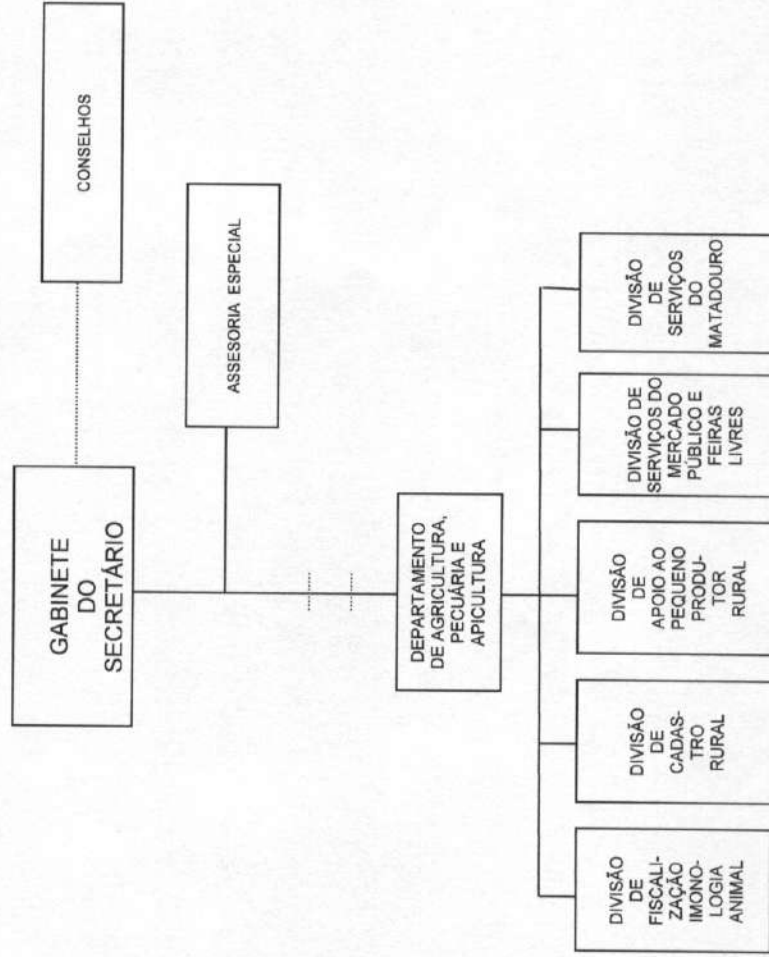 GABINETE
DO
SECRETÁRIO
CONSELHOS
ASSESORIA ESPECIAL
DEPARTAMENTO
DE AGRICULTURA,
PECUÁRIA E
APICULTURA
DIVISÃO
DE
FISCALI-
ZAÇÃO
IMONO-
LOGIA
ANIMAL
DIVISÃO
DE
CADAS-
TRO
RURAL
DIVISÃO
DE
APOIO AO
PEQUENO
PRODU-
TOR
RURAL
DIVISÃO DE
SERVIÇOS DO
MERCADO
PÚBLICO E
FEIRAS
LIVRES
DIVISÃO
DE
SERVIÇOS
DO
MATADOURO